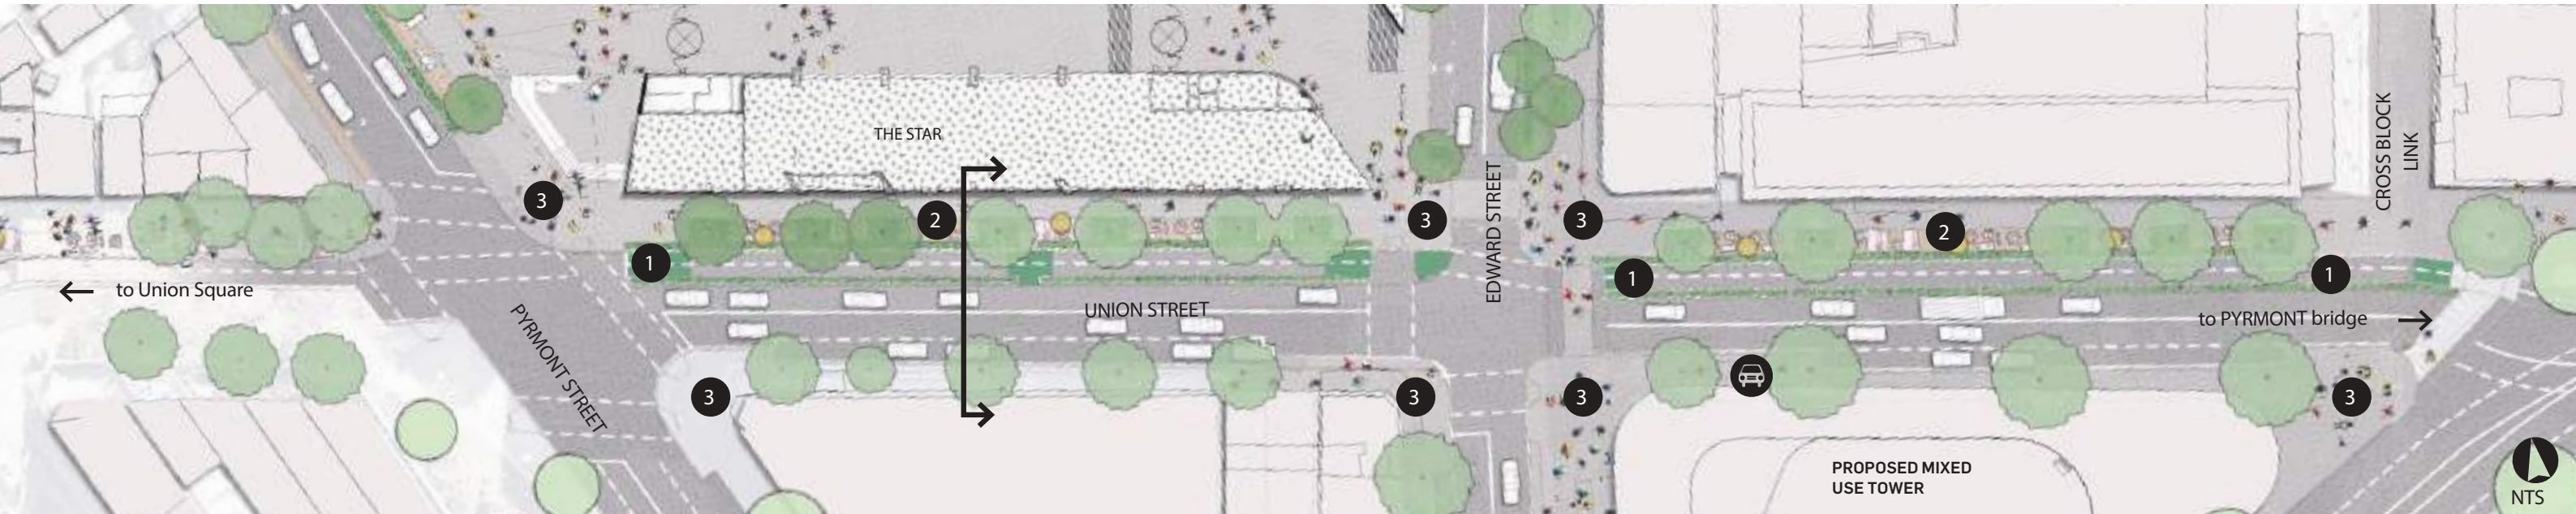 THE STAR
3
2
3
EDWARD STREET
3
2
CROSS BLOCK
LINK
1
1
1
to Union Square
PYRMONT STREET
UNION STREET
to PYRMONT bridge
3
3
3
3
PROPOSED MIXED
USE TOWER
NTS